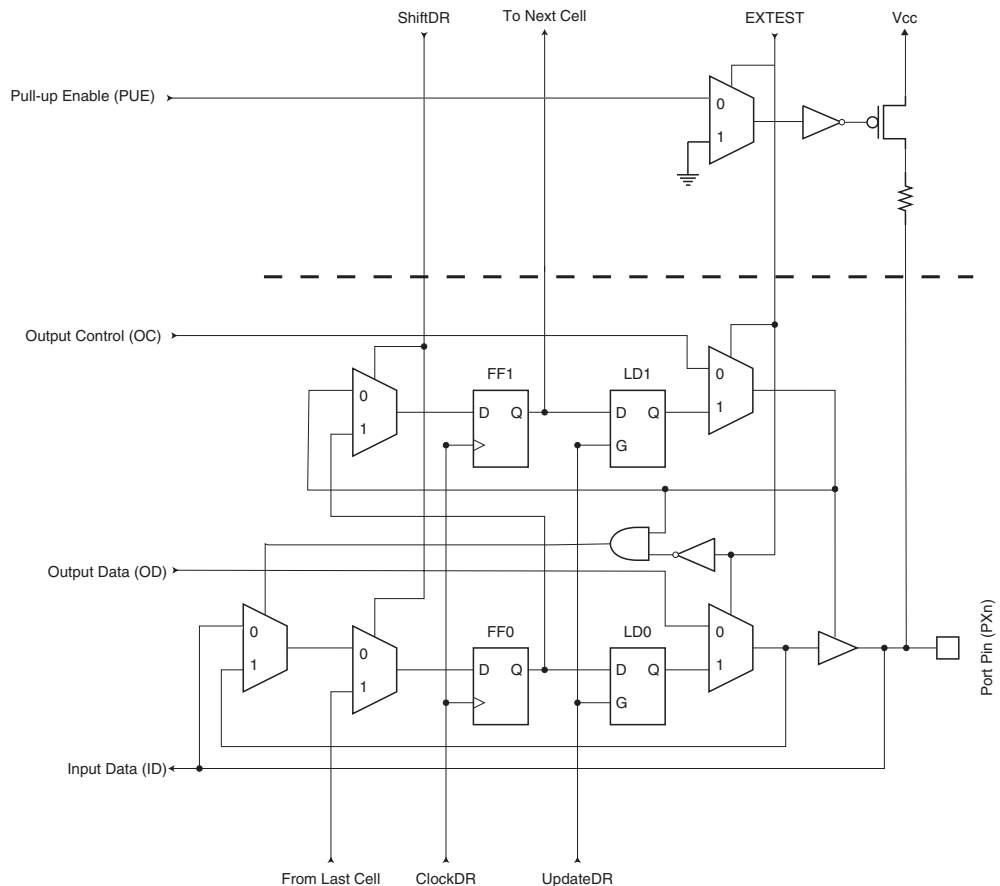 ShiftDR
To Next Cell
EXTEST
Vcc
Pull-up Enable (PUE)
0
1
Output Control (OC)
FF1
LD1
0
1
0
1
D Q
D Q
G
Output Data (OD)
FF0
LD0
0
1
0
1
0
1
D Q
D Q
G
Port Pin (PXn)
Input Data (ID)
From Last Cell
ClockDR
UpdateDR